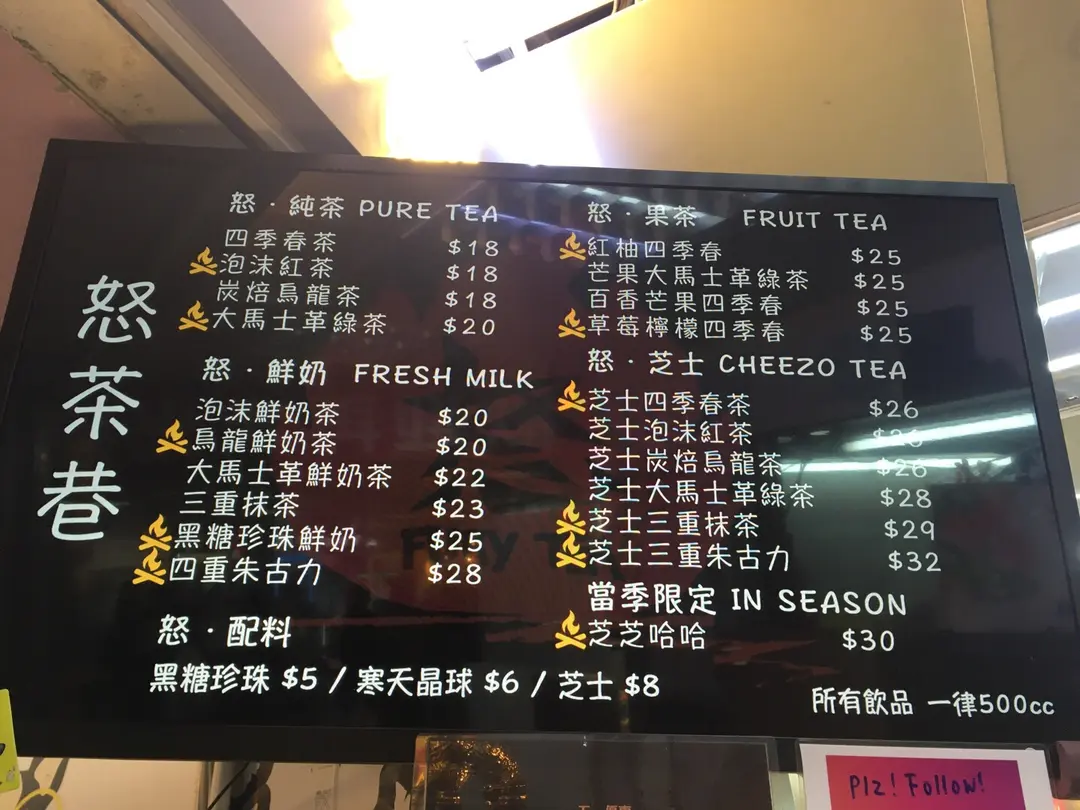 怒茶巷
怒・純茶 PURE TEA
四季春茶 $18
泡沫紅茶 $18
炭焙烏龍茶 $18
大馬士革綠茶 $20
怒・鮮奶 FRESH MILK
泡沫鮮奶茶 $20
烏龍鮮奶茶 $20
大馬士革鮮奶茶 $22
三重抹茶 $23
黑糖珍珠鮮奶 $25
四重朱古力 $28
怒・配料
黑糖珍珠 $5 / 寒天晶球 $6 / 芝士 $8
怒・果茶 FRUIT TEA
紅柚四季春 $25
芒果大馬士革綠茶 $25
百香芒果四季春 $25
草莓檸檬四季春 $25
怒・芝士 CHEEZO TEA
芝士四季春茶 $26
芝士泡沫紅茶 $26
芝士炭焙烏龍茶 $26
芝士大馬士革綠茶 $28
芝士三重抹茶 $29
芝士三重朱古力 $32
當季限定 IN SEASON
芝芝哈哈 $30
所有飲品 一律500cc
Plz! Follow!